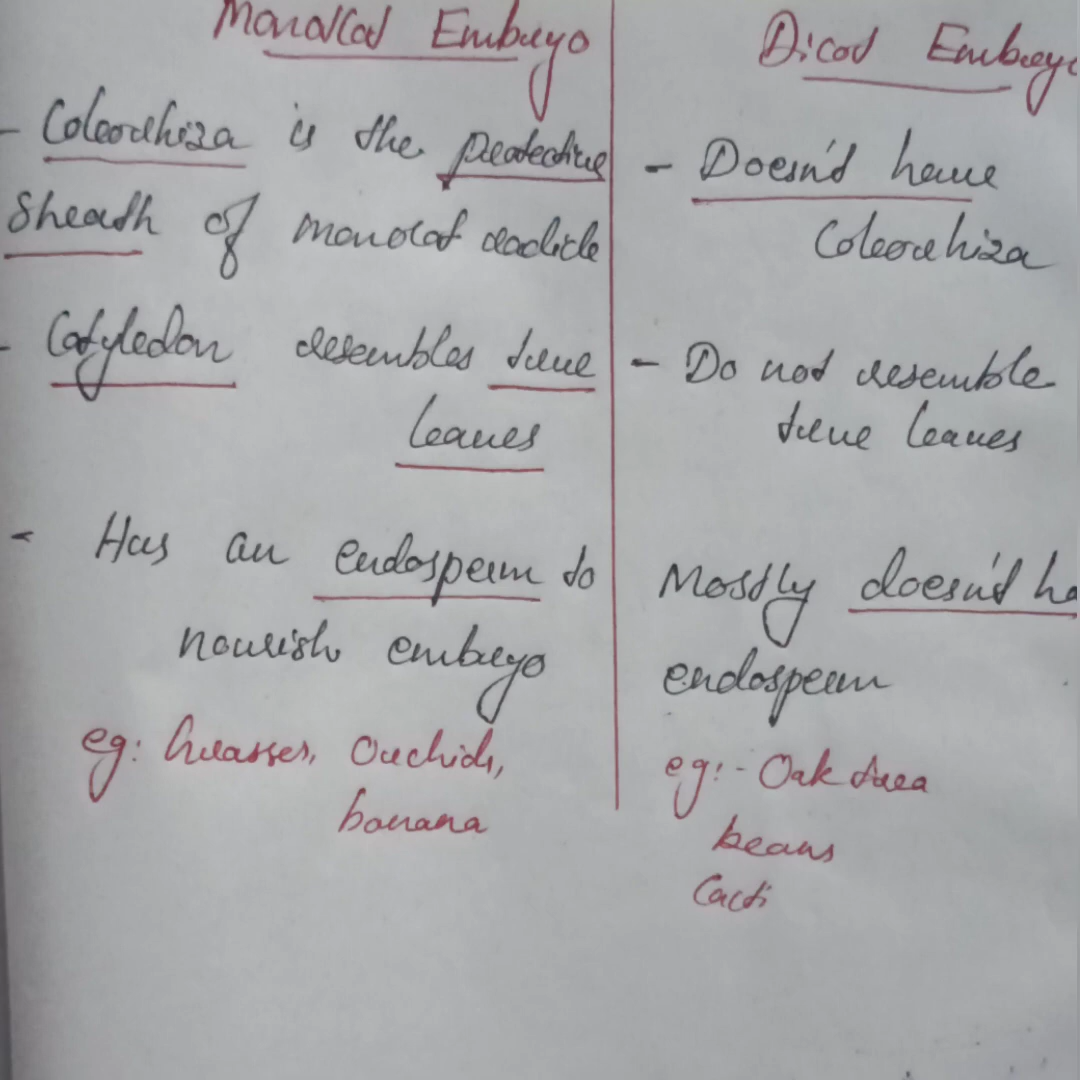 Monocot Embryo
- Coleorhiza is the protective
sheath of monocot radicle
- Cotyledon resembles true
leaves
- Has an endosperm to
nourish embryo
eg: Grasses, Orchids,
banana
Dicot Embryo
- Doesn't have
Coleorhiza
- Do not resemble
true leaves
Mostly doesn't ha
endosperm
eg:- Oak tree
beans
Cacti